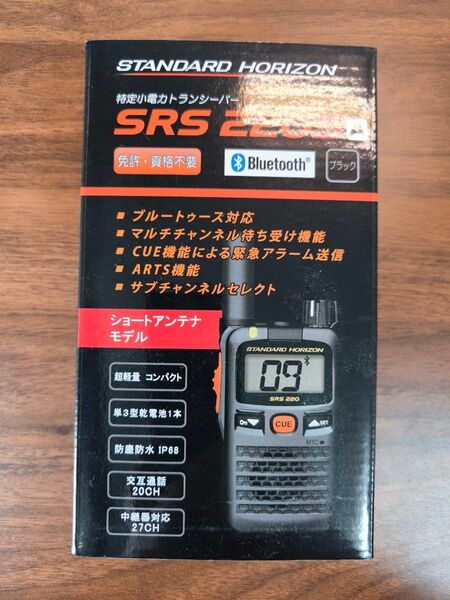 STANDARD HORIZON
特定小電力トランシーバー
SRS
免許・資格不要
Bluetooth®
ブラック
■ ブルートゥース対応
■ マルチチャンネル待ち受け機能
■ CUE機能による緊急アラーム送信
■ ARTS機能
■ サブチャンネルセレクト
ショートアンテナ
モデル
超軽量 コンパクト
単3型乾電池1本
防塵防水 IP68
交互通話
20CH
中継器対応
27CH
STANDARD HORIZON
09
SRS 220
On ▼
CUE
▲ SET
MIC